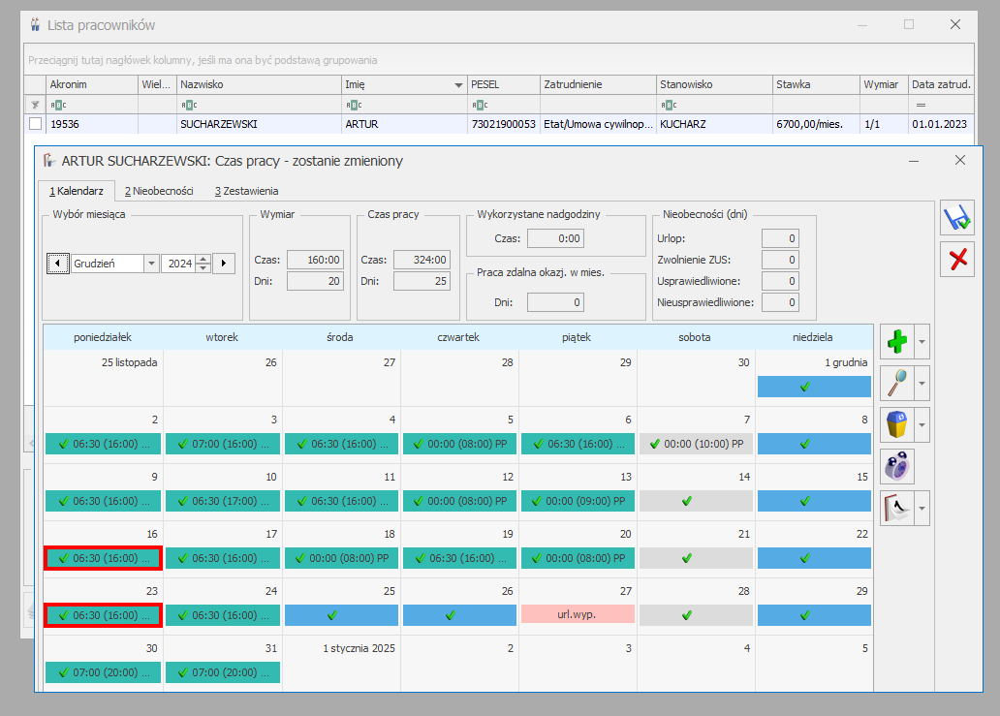 Lista pracowników
Przeciągnij tutaj nagłówek kolumny, jeśli ma ona być podstawą grupowania
Akronim Wiel... Nazwisko Imię PESEL Zatrudnienie Stanowisko Stawka Wymiar Data zatrud.
ABC ABC ABC ABC ABC =
19536 SUCHARZEWSKI ARTUR 73021900053 Etat/Umowa cywilnop... KUCHARZ 6700,00/mies. 1/1 01.01.2023
ARTUR SUCHARZEWSKI: Czas pracy - zostanie zmieniony
1 Kalendarz 2 Nieobecności 3 Zestawienia
Wybór miesiąca Wymiar Czas pracy Wykorzystane nadgodziny Nieobecności (dni)
Czas: 0:00 Urlop: 0
Grudzień 2024 Czas: 160:00 Czas: 324:00 Zwolnienie ZUS: 0
Praca zdalna okazj. w mies.
Dni: 20 Dni: 25 Usprawiedliwione: 0
Dni: 0 Nieusprawiedliwione: 0
poniedziałek wtorek środa czwartek piątek sobota niedziela
25 listopada 26 27 28 29 30 1 grudnia
2 3 4 5 6 7 8
06:30 (16:00) ... 07:00 (16:00) ... 06:30 (16:00) ... 00:00 (08:00) PP 06:30 (16:00) ... 00:00 (10:00) PP
9 10 11 12 13 14 15
06:30 (16:00) ... 06:30 (17:00) ... 06:30 (16:00) ... 00:00 (08:00) PP 00:00 (09:00) PP
16 17 18 19 20 21 22
06:30 (16:00) ... 06:30 (16:00) ... 00:00 (08:00) PP 06:30 (16:00) ... 00:00 (08:00) PP
23 24 25 26 27 28 29
06:30 (16:00) ... 06:30 (16:00) ... url.wyp.
30 31 1 stycznia 2025 2 3 4 5
07:00 (20:00) ... 07:00 (20:00) ...